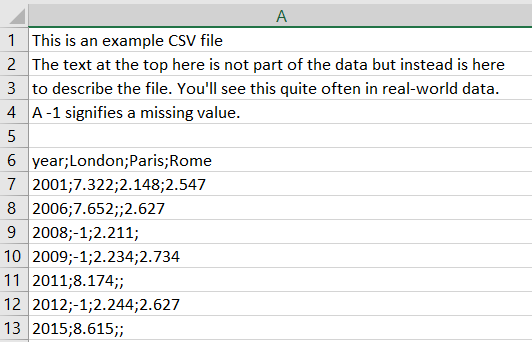 A
1 This is an example CSV file
2 The text at the top here is not part of the data but instead is here
3 to describe the file. You'll see this quite often in real-world data.
4 A -1 signifies a missing value.
5
6 year;London;Paris;Rome
7 2001;7.322;2.148;2.547
8 2006;7.652;;2.627
9 2008;-1;2.211;
10 2009;-1;2.234;2.734
11 2011;8.174;;
12 2012;-1;2.244;2.627
13 2015;8.615;;